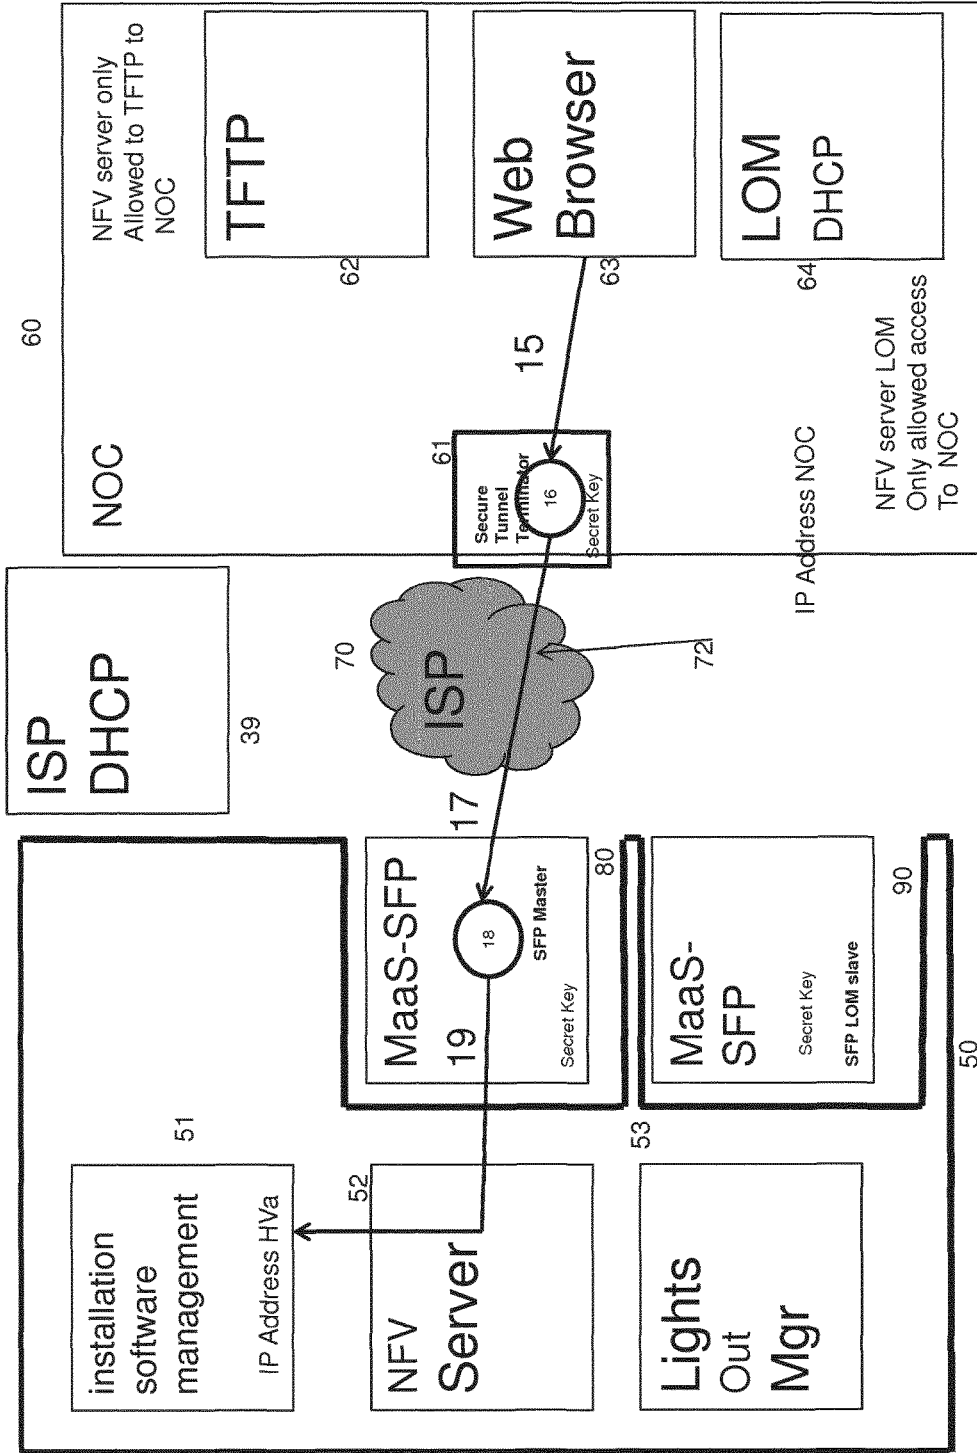 60
NOC
NFV server only
Allowed to TFTP to
NOC
TFTP
62
ISP
DHCP
39
installation
software
management
IP Address HVa
51
NFV
Server
52
Lights
Out
Mgr
53
50
MaaS-SFP
19
18
SFP Master
Secret Key
80
MaaS-
SFP
Secret Key
SFP LOM slave
90
17
70
ISP
72
61
Secure
Tunnel
Terminator
16
Secret Key
15
Web
Browser
63
LOM
DHCP
64
IP Address NOC
NFV server LOM
Only allowed access
To NOC